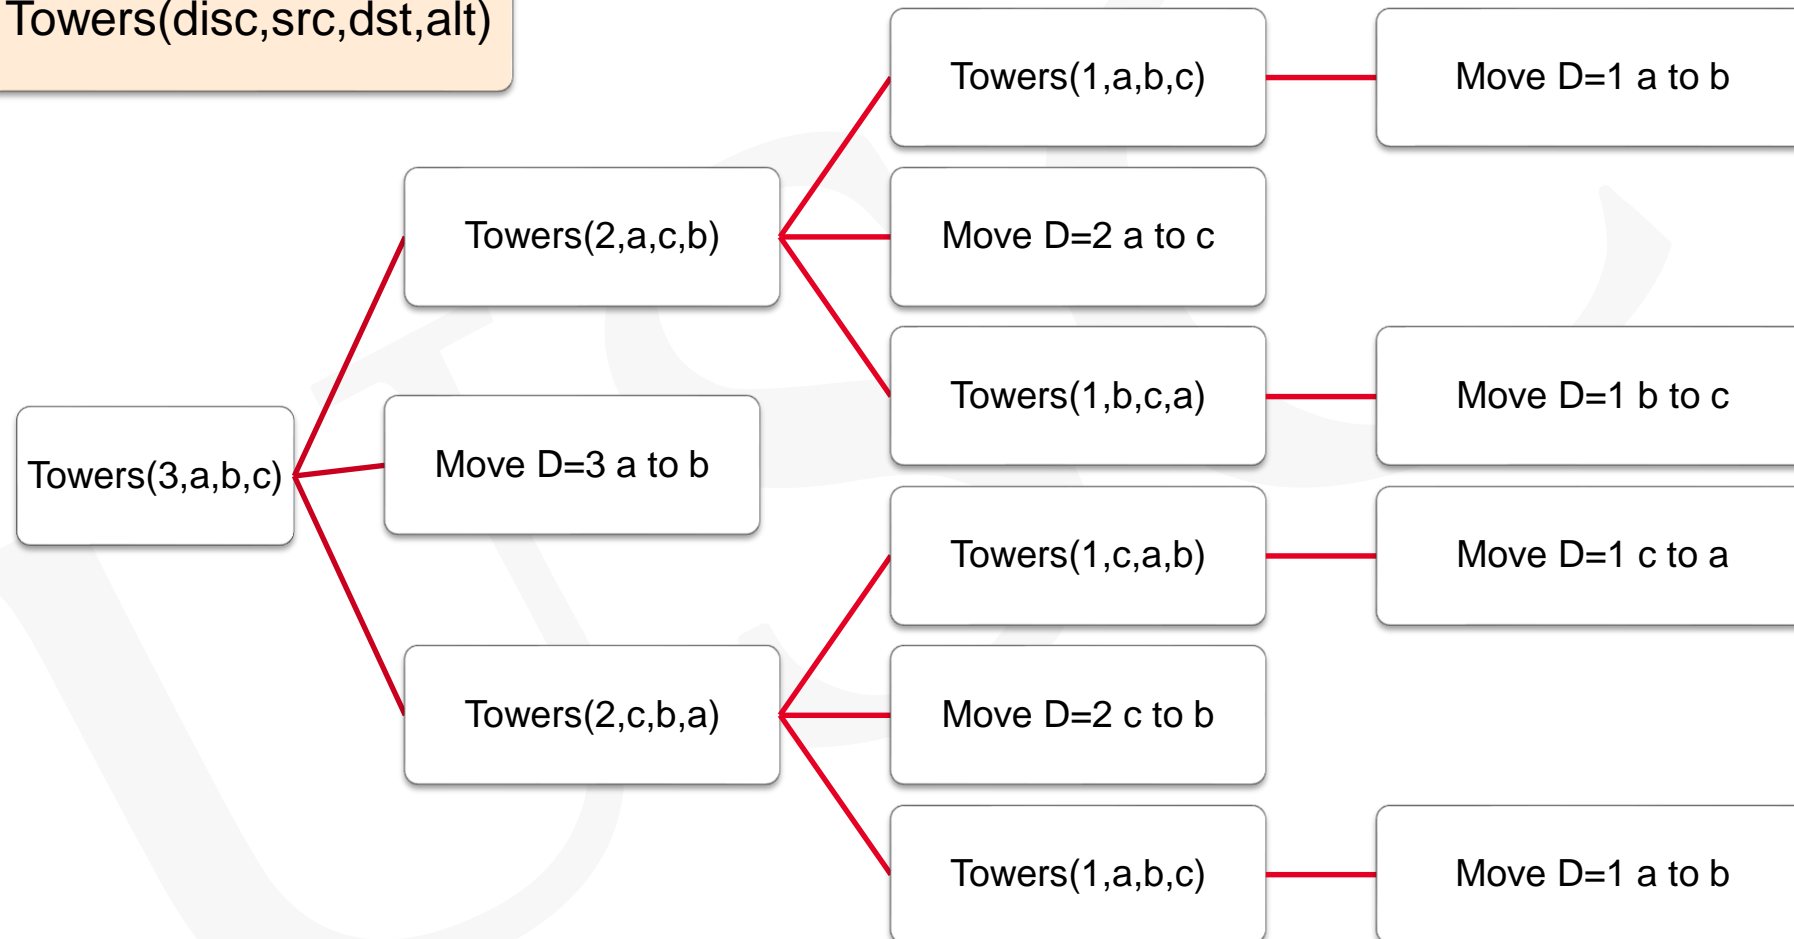 Towers(disc,src,dst,alt)
Towers(1,a,b,c)
Move D=1 a to b
Towers(2,a,c,b)
Move D=2 a to c
Towers(1,b,c,a)
Move D=1 b to c
Towers(3,a,b,c)
Move D=3 a to b
Towers(1,c,a,b)
Move D=1 c to a
Towers(2,c,b,a)
Move D=2 c to b
Towers(1,a,b,c)
Move D=1 a to b